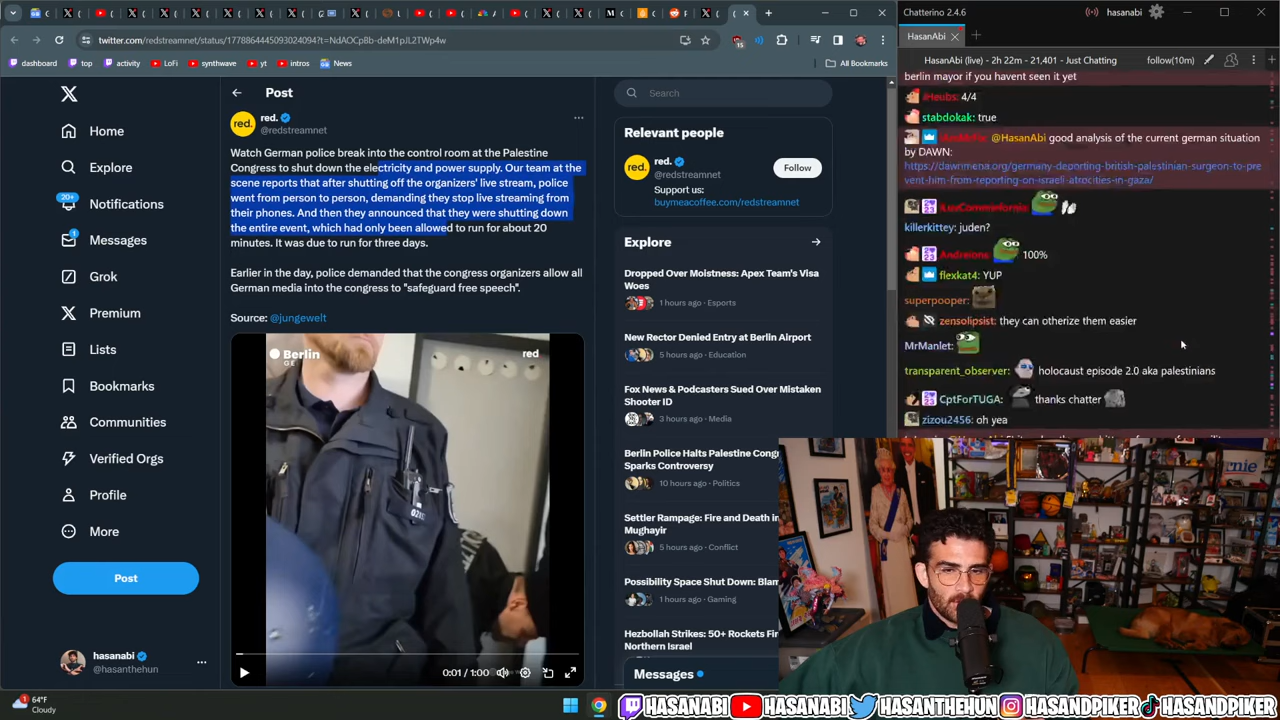 twitter.com/redstreamnet/status/1778864445093024094?t=NdAOCpBb-deM1pJL2TWp4w
dashboard
top
activity
LoFi
synthwave
yt
intros
News
All Bookmarks
Post
red.
@redstreamnet
Watch German police break into the control room at the Palestine
Congress to shut down the electricity and power supply. Our team at the
scene reports that after shutting off the organizers' live stream, police
went from person to person, demanding they stop live streaming from
their phones. And then they announced that they were shutting down
the entire event, which had only been allowed to run for about 20
minutes. It was due to run for three days.
Earlier in the day, police demanded that the congress organizers allow all
German media into the congress to "safeguard free speech".
Source: @jungewelt
Berlin
GE
red
0:01 / 1:00
Home
Explore
20+
Notifications
1
Messages
Grok
Premium
Lists
Bookmarks
Communities
Verified Orgs
Profile
More
Post
hasanabi
@hasanthehun
Search
Relevant people
red.
@redstreamnet
Follow
Support us:
buymeacoffee.com/redstreamnet
Explore
Dropped Over Moistness: Apex Team's Visa
Woes
1 hours ago · Esports
New Rector Denied Entry at Berlin Airport
5 hours ago · Education
Fox News & Podcasters Sued Over Mistaken
Shooter ID
3 hours ago · Media
Berlin Police Halts Palestine Cong
Sparks Controversy
10 hours ago · Politics
Settler Rampage: Fire and Death in
Mughayir
5 hours ago · Conflict
Possibility Space Shut Down: Blam
1 hours ago · Gaming
Hezbollah Strikes: 50+ Rockets Fir
Northern Israel
Messages
Chatterino 2.4.6
hasanabi
HasanAbi
HasanAbi (live) - 2h 22m - 21,401 - Just Chatting
follow(10m)
berlin mayor if you havent seen it yet
iHeubs: 4/4
stabdokak: true
@HasanAbi good analysis of the current german situation
by DAWN:
https://dawnmena.org/germany-deporting-british-palestinian-surgeon-to-pre
vent-him-from-reporting-on-israeli-atrocities-in-gaza/
killerkittey: juden?
Andreions: 100%
flexkat4: YUP
superpooper:
zensolipsist: they can otherize them easier
MrManlet:
transparent_observer: holocaust episode 2.0 aka palestinians
CptForTUGA: thanks chatter
zizou2456: oh yea
64°F
Cloudy
HASANABI HASANABI HASANTHEHUN HASANDPIKER HASANDPIKER